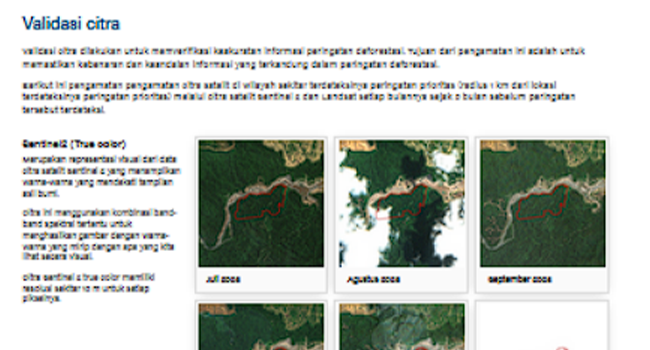 Validasi citra
Validasi citra dilakukan untuk memverifikasi keakuratan informasi peringatan deforestasi. Tujuan dari pengamatan ini adalah untuk
memastikan kebenaran dan keandalan informasi yang terkandung dalam peringatan deforestasi.
Berikut ini pengamatan pengamatan citra satelit di wilayah sekitar terdeteksinya peringatan prioritas (radius 1 km dari lokasi
terdeteksinya peringatan prioritas) melalui citra satelit sentinel 2 dan Landsat setiap bulannya sejak bulan sebelum peringatan
tersebut terdeteksi.
Sentinel2 (True color)
Merupakan representasi visual dari data
citra satelit sentinel 2 yang menampilkan
warna-warna yang mendekati tampilan
asli bumi.
citra ini menggunakan kombinasi band-
band spektral tertentu untuk
menghasilkan gambar dengan warna-
warna yang mirip dengan apa yang kita
lihat secara visual.
citra sentinel 2 true color memiliki
resolusi sekitar 10 m untuk setiap
pikselnya.
Juli
Agustus
September